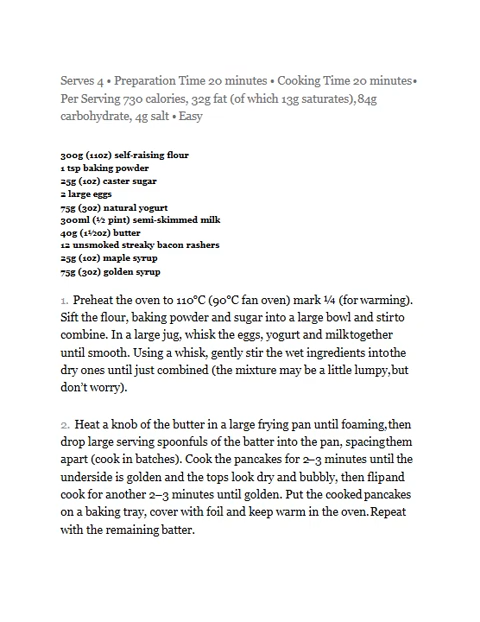 Serves 4 • Preparation Time 20 minutes • Cooking Time 20 minutes•
Per Serving 730 calories, 32g fat (of which 13g saturates),84g
carbohydrate, 4g salt • Easy
300g (11oz) self-raising flour
1 tsp baking powder
25g (1oz) caster sugar
2 large eggs
75g (3oz) natural yogurt
300ml (½ pint) semi-skimmed milk
40g (1½oz) butter
12 unsmoked streaky bacon rashers
25g (1oz) maple syrup
75g (3oz) golden syrup
1. Preheat the oven to 110°C (90°C fan oven) mark ¼ (for warming).
Sift the flour, baking powder and sugar into a large bowl and stirto
combine. In a large jug, whisk the eggs, yogurt and milktogether
until smooth. Using a whisk, gently stir the wet ingredients intothe
dry ones until just combined (the mixture may be a little lumpy,but
don't worry).
2. Heat a knob of the butter in a large frying pan until foaming,then
drop large serving spoonfuls of the batter into the pan, spacingthem
apart (cook in batches). Cook the pancakes for 2–3 minutes until the
underside is golden and the tops look dry and bubbly, then flipand
cook for another 2–3 minutes until golden. Put the cooked pancakes
on a baking tray, cover with foil and keep warm in the oven.Repeat
with the remaining batter.